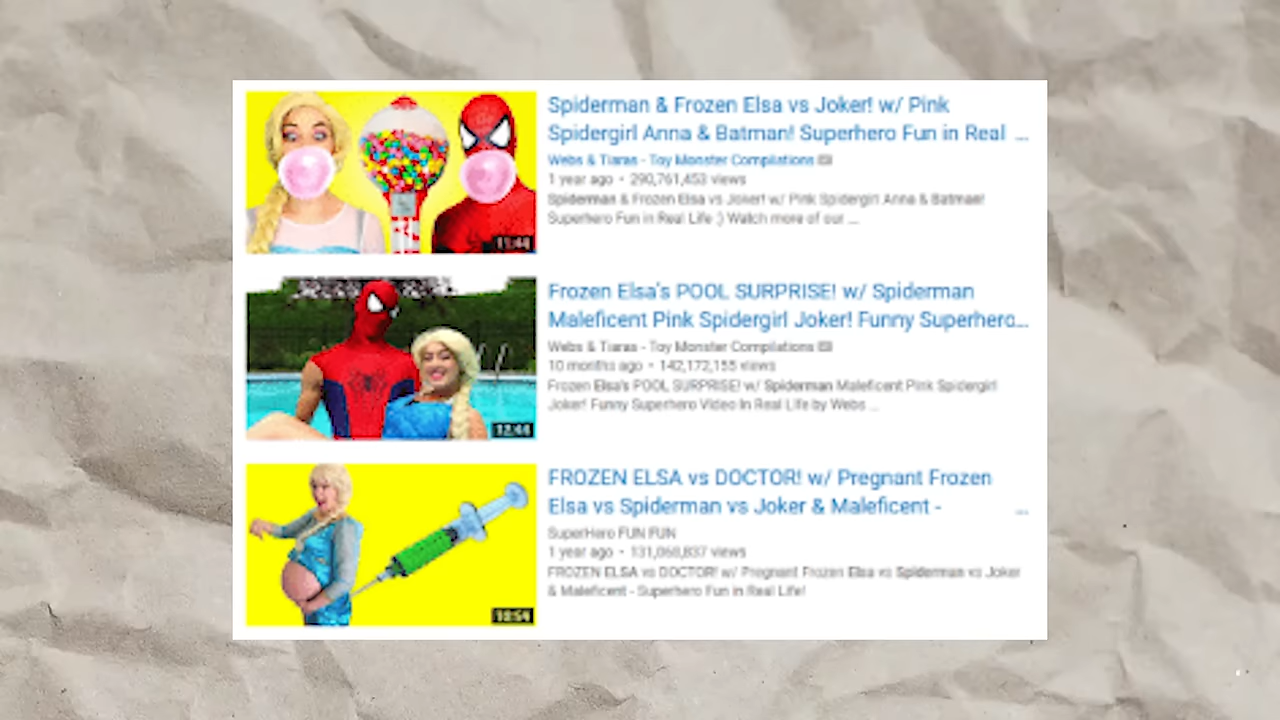 Spiderman & Frozen Elsa vs Joker! w/ Pink
Spidergirl Anna & Batman! Superhero Fun in Real ...
Webs & Tiaras - Toy Monster Compilations
1 year ago • 290,761,453 views
Spiderman & Frozen Elsa vs Joker! w/ Pink Spidergirl Anna & Batman!
Superhero Fun in Real Life :) Watch more of our ...
11:44
Frozen Elsa's POOL SURPRISE! w/ Spiderman
Maleficent Pink Spidergirl Joker! Funny Superhero...
Webs & Tiaras - Toy Monster Compilations
10 months ago • 142,172,155 views
Frozen Elsa's POOL SURPRISE! w/ Spiderman Maleficent Pink Spidergirl
Joker! Funny Superhero Video In Real Life by Webs ...
12:44
FROZEN ELSA vs DOCTOR! w/ Pregnant Frozen
Elsa vs Spiderman vs Joker & Maleficent - ...
SuperHero FUN FUN
1 year ago • 131,068,837 views
FROZEN ELSA vs DOCTOR! w/ Pregnant Frozen Elsa vs Spiderman vs Joker
& Maleficent - Superhero Fun in Real Life!
10:54